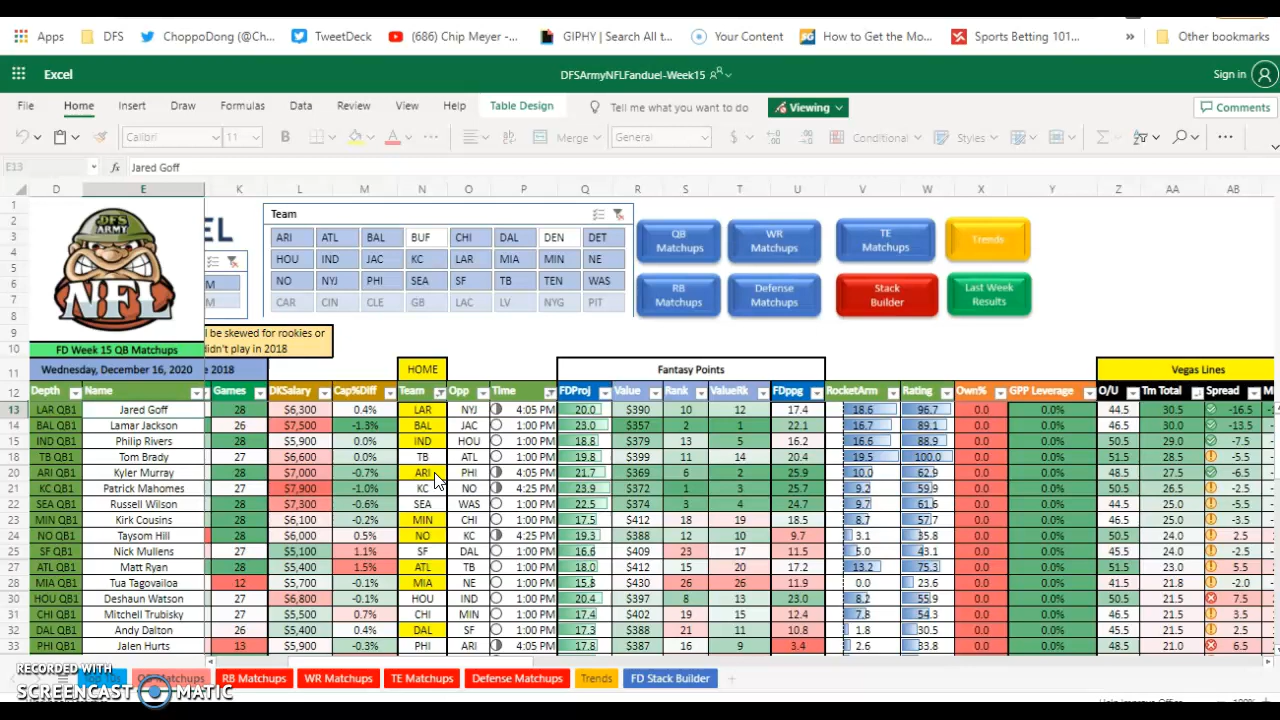 Apps DFS ChoppoDong (@Ch... TweetDeck (686) Chip Meyer -... GIPHY | Search All t... Your Content How to Get the Mo... Sports Betting 101... » Other bookmarks
Excel DFSArmyNFLFanduel-Week15 Sign in
File Home Insert Draw Formulas Data Review View Help Table Design Tell me what you want to do Viewing Comments
Calibri 11 B A Merge General $ Conditional Styles
E13 fx Jared Goff
D E K L M N O P Q R S T U V W X Y Z AA AB
1
2
3
4
5
6
7
8
9
10
11
12
DFS
ARMY
NFL
EL
M
M
Team
ARI ATL BAL BUF CHI DAL DEN DET
HOU IND JAC KC LAR MIA MIN NE
NO NYJ PHI SEA SF TB TEN WAS
CAR CIN CLE GB LAC LV NYG PIT
QB Matchups
WR Matchups
TE Matchups
Trends
RB Matchups
Defense Matchups
Stack Builder
Last Week Results
l be skewed for rookies or
didn't play in 2018
FD Week 15 QB Matchups
Wednesday, December 16, 2020 e 2018 HOME Fantasy Points Vegas Lines
Depth Name Games DKSalary Cap%Diff Team Opp Time FDProj Value Rank ValueRk FDppg RocketArm Rating Own% GPP Leverage O/U Tm Total Spread M
13 LAR QB1 Jared Goff 28 $6,300 0.4% LAR NYJ 4:05 PM 20.0 $390 10 12 17.4 18.6 96.7 0.0 0.0% 44.5 30.5 -16.5
14 BAL QB1 Lamar Jackson 26 $7,500 -1.3% BAL JAC 1:00 PM 23.0 $357 2 1 22.1 16.7 89.1 0.0 0.0% 46.5 30.0 -13.5
15 IND QB1 Philip Rivers 28 $5,900 0.0% IND HOU 1:00 PM 18.8 $379 13 5 16.2 16.6 88.9 0.0 0.0% 50.5 29.0 -7.5
18 TB QB1 Tom Brady 27 $6,600 0.0% TB ATL 1:00 PM 19.8 $399 11 14 20.4 19.5 100.0 0.0 0.0% 51.5 28.5 -5.5
20 ARI QB1 Kyler Murray 28 $7,000 -0.7% ARI PHI 4:05 PM 21.7 $369 6 2 25.9 10.0 62.9 0.0 0.0% 48.5 27.5 -6.5
21 KC QB1 Patrick Mahomes 27 $7,900 -1.0% KC NO 4:25 PM 23.9 $372 1 3 25.7 9.2 59.9 0.0 0.0% 50.5 26.5 -2.5
22 SEA QB1 Russell Wilson 28 $7,300 -0.6% SEA WAS 1:00 PM 22.5 $374 3 4 24.7 9.7 61.6 0.0 0.0% 44.5 25.0 -5.5
23 MIN QB1 Kirk Cousins 28 $6,100 -0.2% MIN CHI 1:00 PM 17.5 $412 18 19 18.5 8.7 57.7 0.0 0.0% 46.5 25.0 -3.5
24 NO QB1 Taysom Hill 28 $6,000 0.5% NO KC 4:25 PM 19.3 $388 12 10 9.7 3.1 35.8 0.0 0.0% 50.5 24.0 2.5
25 SF QB1 Nick Mullens 28 $5,100 1.1% SF DAL 1:00 PM 16.6 $409 23 17 11.5 5.0 43.1 0.0 0.0% 44.5 24.0 -2.5
27 ATL QB1 Matt Ryan 28 $5,400 1.5% ATL TB 1:00 PM 18.0 $412 15 20 17.2 13.2 75.3 0.0 0.0% 51.5 23.0 5.5
28 MIA QB1 Tua Tagovailoa 12 $5,700 -0.1% MIA NE 1:00 PM 15.8 $430 26 26 11.9 0.0 23.6 0.0 0.0% 41.5 21.8 -2.0
30 HOU QB1 Deshaun Watson 27 $6,800 -0.1% HOU IND 1:00 PM 20.4 $397 8 13 23.0 8.2 55.9 0.0 0.0% 50.5 21.5 7.5
31 CHI QB1 Mitchell Trubisky 27 $5,500 0.7% CHI MIN 1:00 PM 17.4 $402 19 15 12.4 7.8 54.3 0.0 0.0% 46.5 21.5 3.5
32 DAL QB1 Andy Dalton 26 $5,400 0.4% DAL SF 1:00 PM 17.3 $388 21 11 10.8 1.8 30.5 0.0 0.0% 44.5 21.5 2.5
33 PHI QB1 Jalen Hurts 13 $5,900 -0.3% PHI ARI 4:05 PM 17.8 $387 16 9 3.4 2.6 33.8 0.0 0.0% 48.5 21.0 6.5
Top 10s QB Matchups RB Matchups WR Matchups TE Matchups Defense Matchups Trends FD Stack Builder
RECORDED WITH
SCREENCAST MATIC